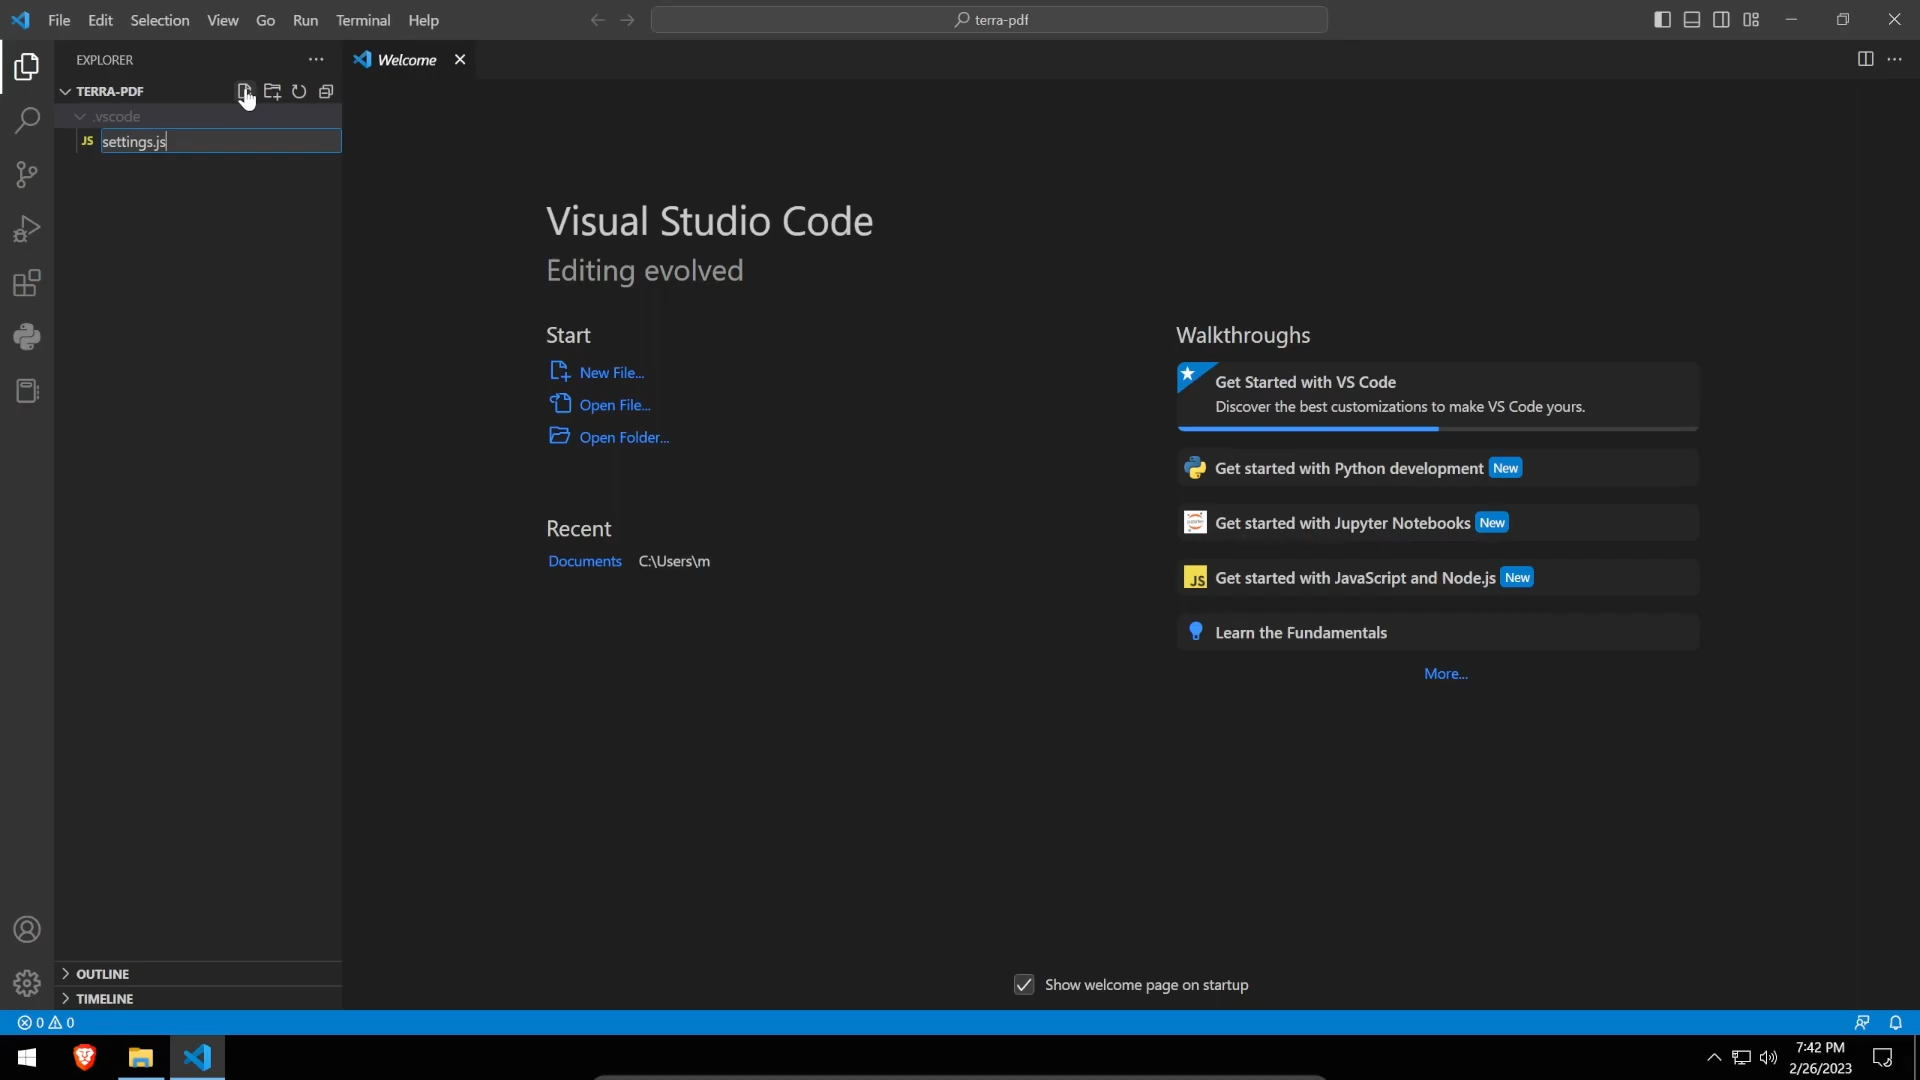 File Edit Selection View Go Run Terminal Help
terra-pdf
EXPLORER
Welcome
TERRA-PDF
.vscode
JS settings.js
Visual Studio Code
Editing evolved
Start
New File...
Open File...
Open Folder...
Recent
Documents C:\Users\m
Walkthroughs
Get Started with VS Code
Discover the best customizations to make VS Code yours.
Get started with Python development New
Get started with Jupyter Notebooks New
JS Get started with JavaScript and Node.js New
Learn the Fundamentals
More...
Show welcome page on startup
OUTLINE
TIMELINE
0 0
7:42 PM
2/26/2023